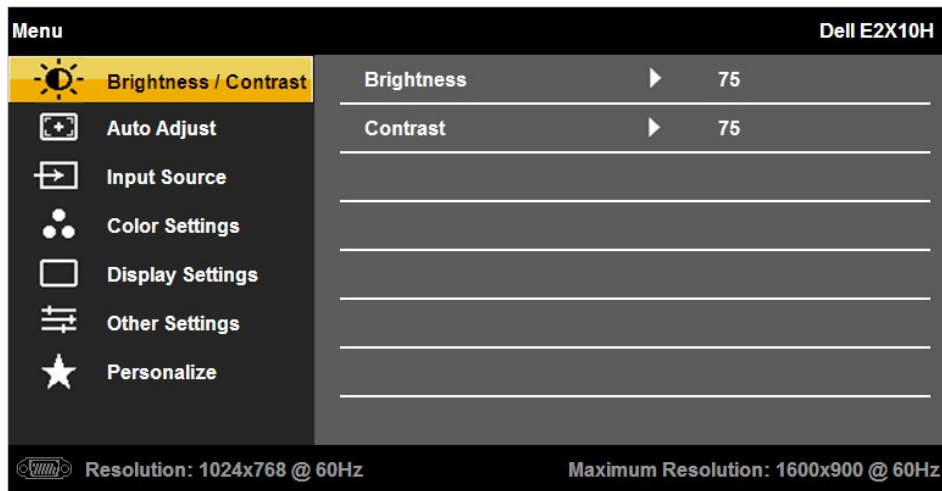 Menu Dell E2X10H
Brightness / Contrast Brightness 75
Auto Adjust Contrast 75
Input Source
Color Settings
Display Settings
Other Settings
Personalize
Resolution: 1024x768 @ 60Hz Maximum Resolution: 1600x900 @ 60Hz